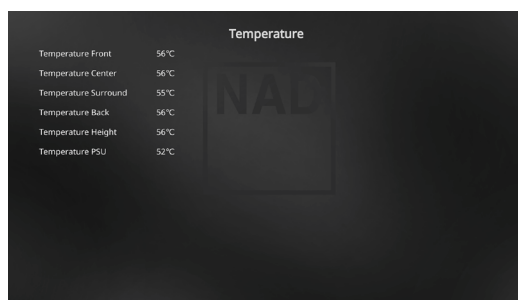 Temperature
Temperature Front 56°C
Temperature Center 56°C
Temperature Surround 55°C
Temperature Back 56°C
Temperature Height 56°C
Temperature PSU 52°C
NAD